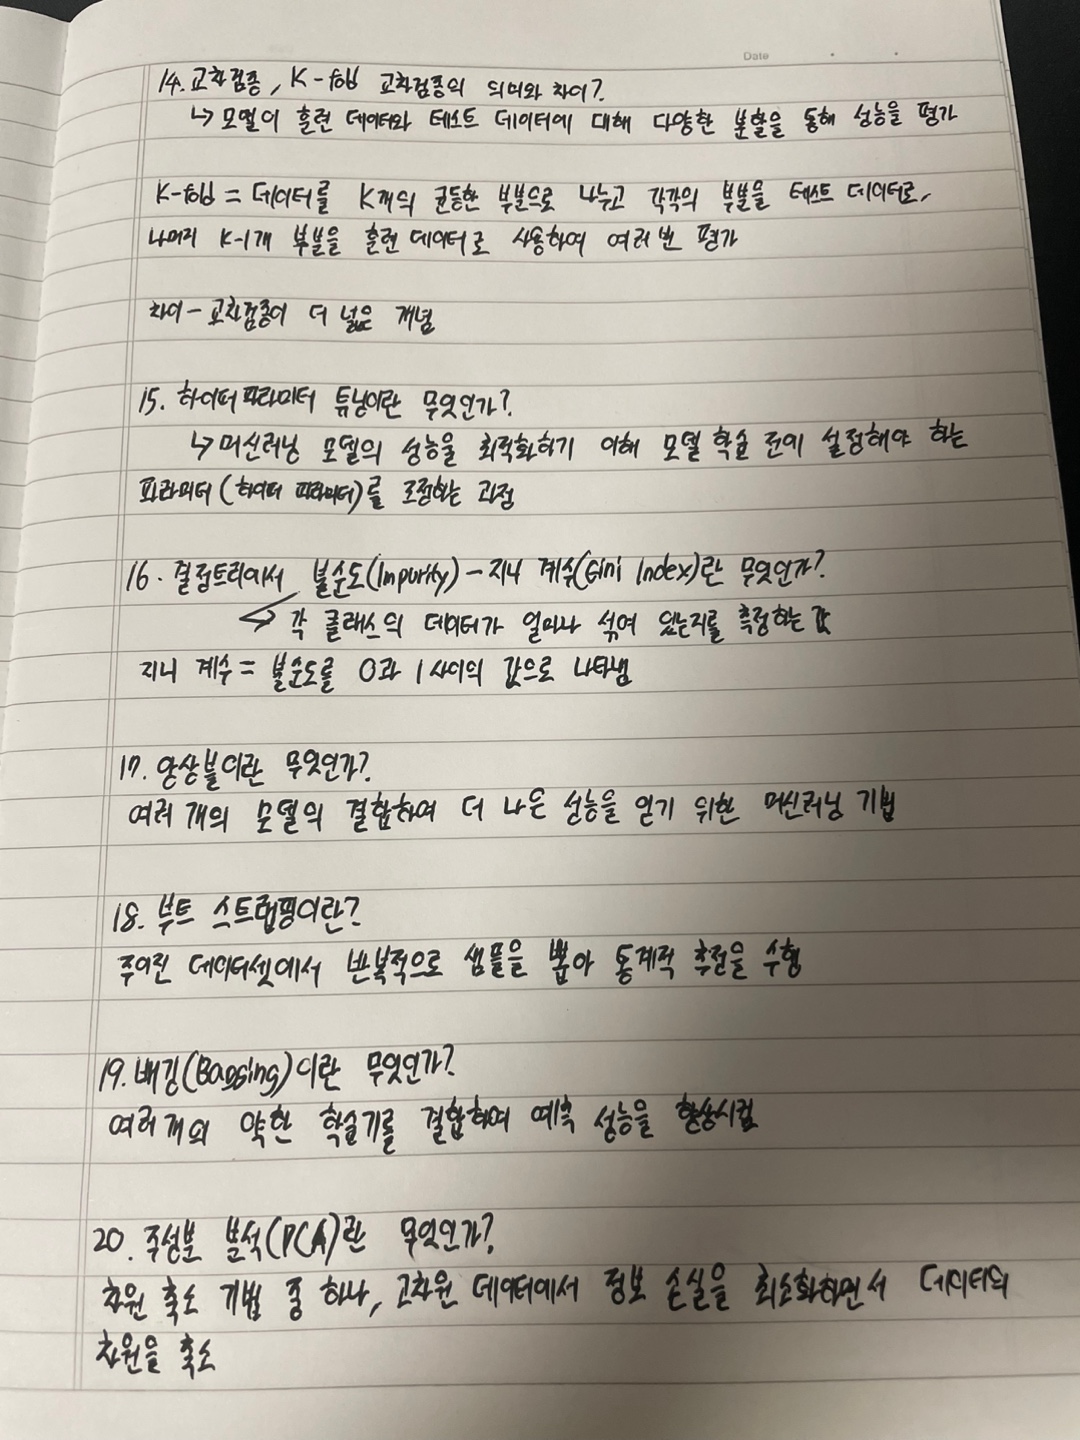 Date
14. 교차검증, K-fold 교차검증의 의미와 차이?
↳ 모델이 훈련 데이터와 테스트 데이터에 대해 다양한 분할을 통해 성능을 평가
K-fold = 데이터를 K개의 균등한 부분으로 나누고 각각의 부분을 테스트 데이터로,
나머지 K-1개 부분을 훈련 데이터로 사용하여 여러 번 평가
차이 - 교차검증이 더 넓은 개념
15. 하이퍼 파라미터 튜닝이란 무엇인가?
↳ 머신러닝 모델의 성능을 최적화하기 위해 모델 학습 전에 설정해야 하는
파라미터 (하이퍼 파라미터)를 조정하는 과정
16. 결정트리에서 불순도(Impurity) - 지니 계수(Gini Index)란 무엇인가?
↳ 각 클래스의 데이터가 얼마나 섞여 있는지를 측정하는 값
지니 계수 = 불순도를 0과 1 사이의 값으로 나타냄
17. 앙상블이란 무엇인가?
여러 개의 모델의 결합하여 더 나은 성능을 얻기 위한 머신러닝 기법
18. 부트 스트랩핑이란?
주어진 데이터셋에서 반복적으로 샘플을 뽑아 통계적 추정을 수행
19. 배깅(Bagging)이란 무엇인가?
여러 개의 약한 학습기를 결합하여 예측 성능을 향상시킴
20. 주성분 분석(PCA)란 무엇인가?
차원 축소 기법 중 하나, 고차원 데이터에서 정보 손실을 최소화하면서 데이터의
차원을 축소